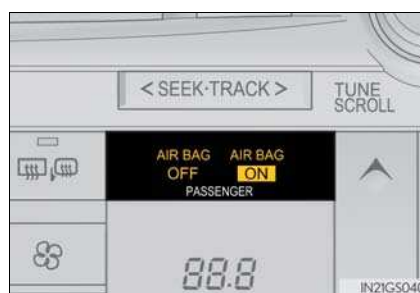 < SEEK·TRACK >
TUNE
SCROLL
AIR BAG AIR BAG
OFF ON
PASSENGER
88.8
IN21GS04